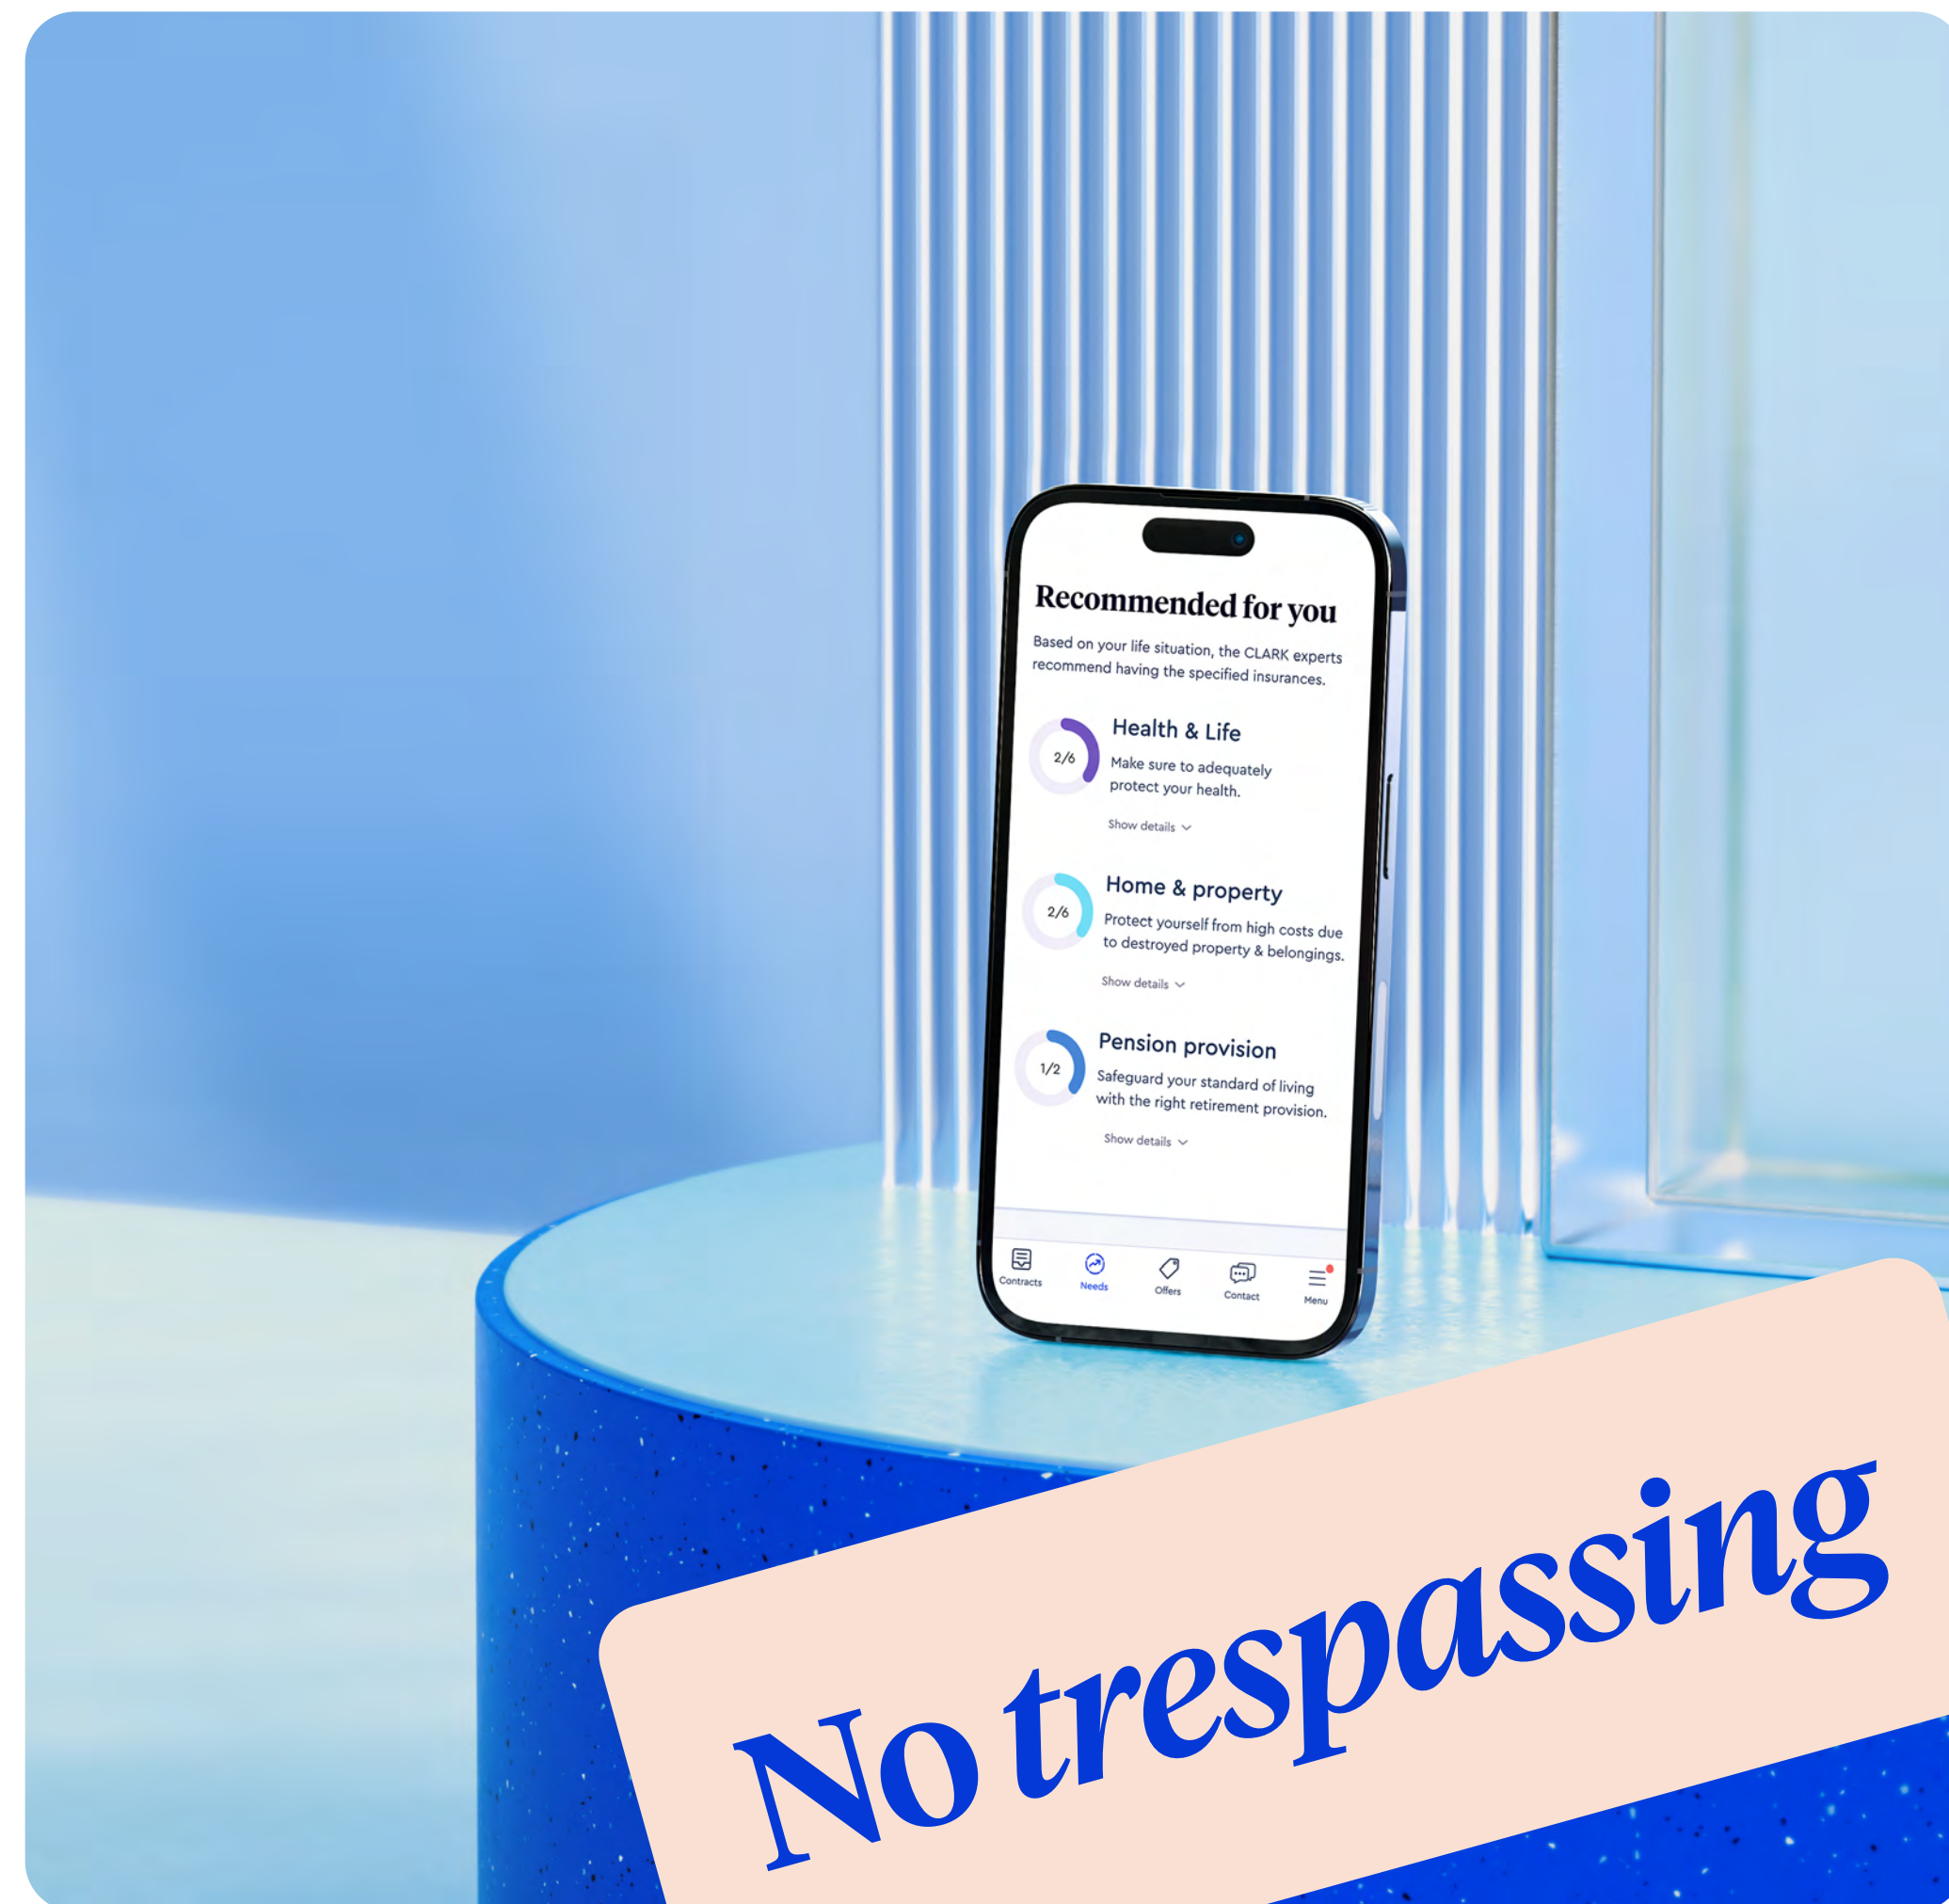 Recommended for you
Based on your life situation, the CLARK experts
recommend having the specified insurances.
2/6
Health & Life
Make sure to adequately
protect your health.
Show details
2/6
Home & property
Protect yourself from high costs due
to destroyed property & belongings.
Show details
1/2
Pension provision
Safeguard your standard of living
with the right retirement provision.
Show details
Contracts
Needs
Offers
Contact
Menu
No trespassing